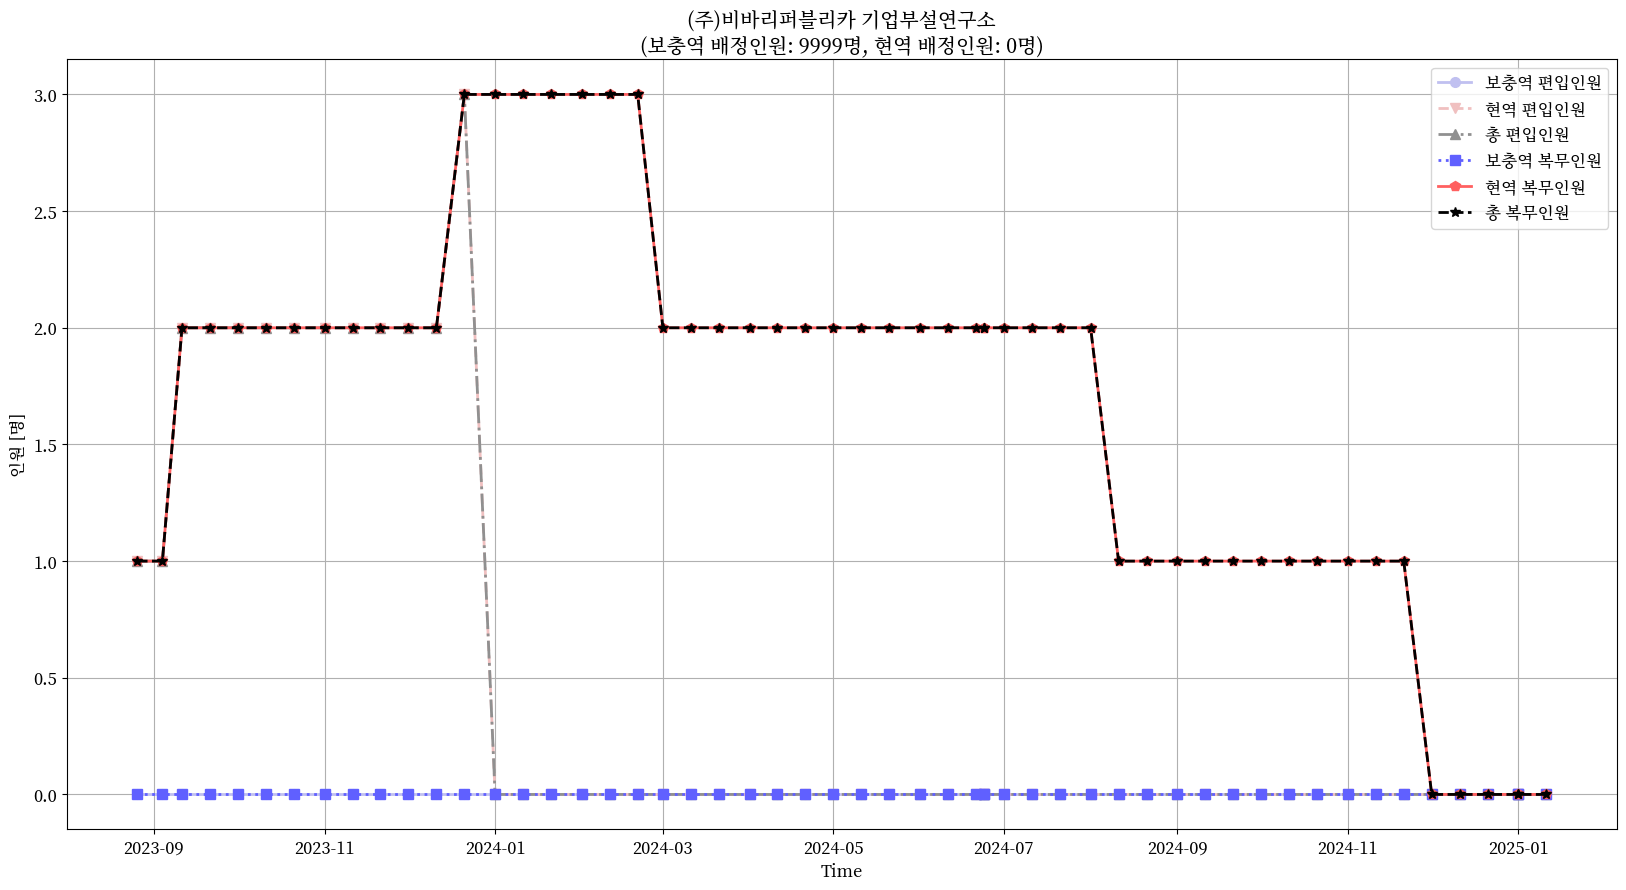 (주)비바리퍼블리카 기업부설연구소
(보충역 배정인원: 9999명, 현역 배정인원: 0명)
보충역 편입인원
현역 편입인원
총 편입인원
보충역 복무인원
현역 복무인원
총 복무인원
인원 [명]
3.0
2.5
2.0
1.5
1.0
0.5
0.0
2023-09 2023-11 2024-01 2024-03 2024-05 2024-07 2024-09 2024-11 2025-01
Time